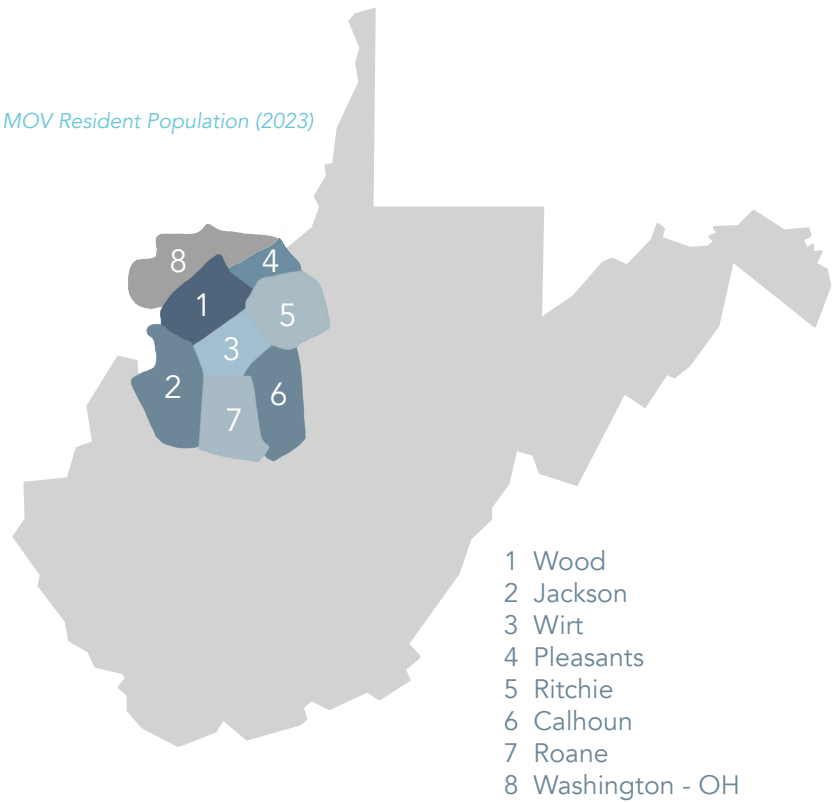 MOV Resident Population (2023)
8
4
1
5
3
2
6
7
1 Wood
2 Jackson
3 Wirt
4 Pleasants
5 Ritchie
6 Calhoun
7 Roane
8 Washington - OH